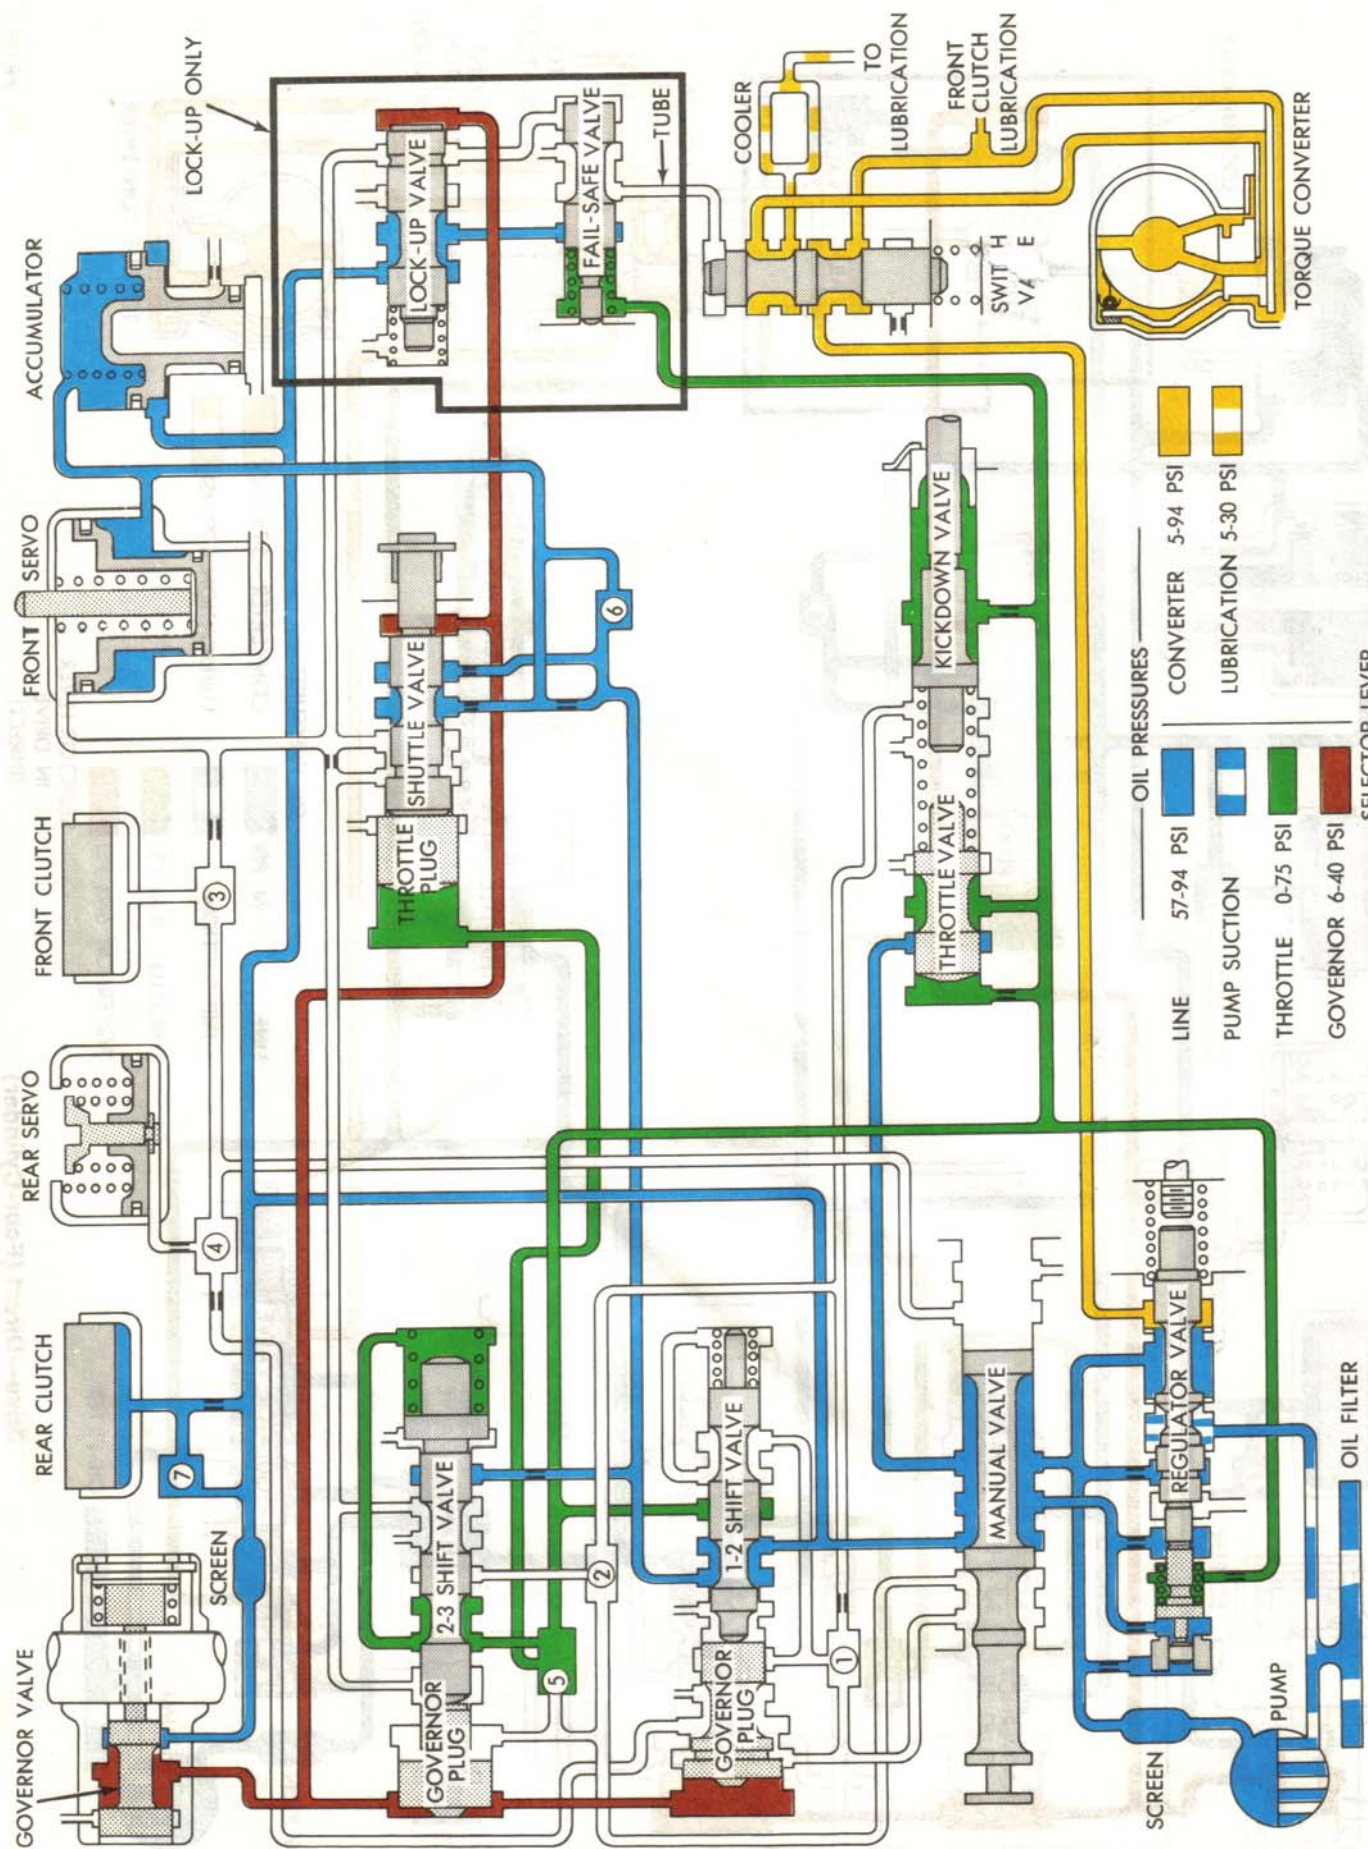 GOVERNOR VALVE
SCREEN
REAR CLUTCH
7
REAR SERVO
4
FRONT CLUTCH
3
FRONT SERVO
ACCUMULATOR
LOCK-UP ONLY
GOVERNOR
PLUG
2-3 SHIFT VALVE
5
2
THROTTLE
PLUG
SHUTTLE VALVE
6
LOCK-UP VALVE
FAIL-SAFE VALVE
TUBE
GOVERNOR
PLUG
1-2 SHIFT VALVE
1
MANUAL VALVE
THROTTLE VALVE
KICKDOWN VALVE
SWIT H
VA E
COOLER
TO
LUBRICATION
FRONT
CLUTCH
LUBRICATION
TORQUE CONVERTER
SCREEN
PUMP
REGULATOR VALVE
OIL FILTER
OIL PRESSURES
LINE 57-94 PSI
PUMP SUCTION
THROTTLE 0-75 PSI
GOVERNOR 6-40 PSI
CONVERTER 5-94 PSI
LUBRICATION 5-30 PSI
SELECTOR LEVER